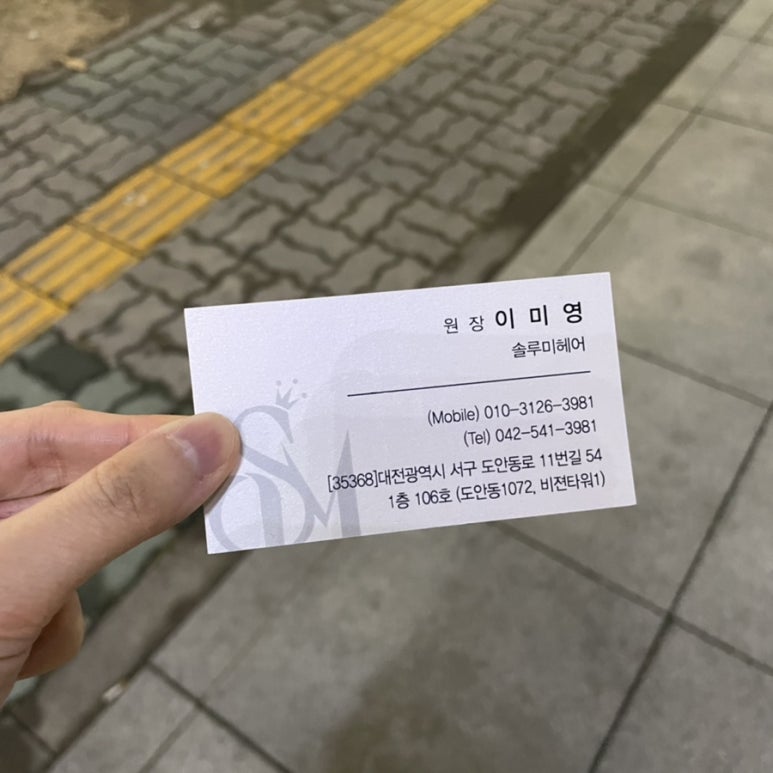 원 장 이 미 영
솔루미헤어
(Mobile) 010-3126-3981
(Tel) 042-541-3981
[35368]대전광역시 서구 도안동로 11번길 54
1층 106호 (도안동1072, 비젼타워1)
SM